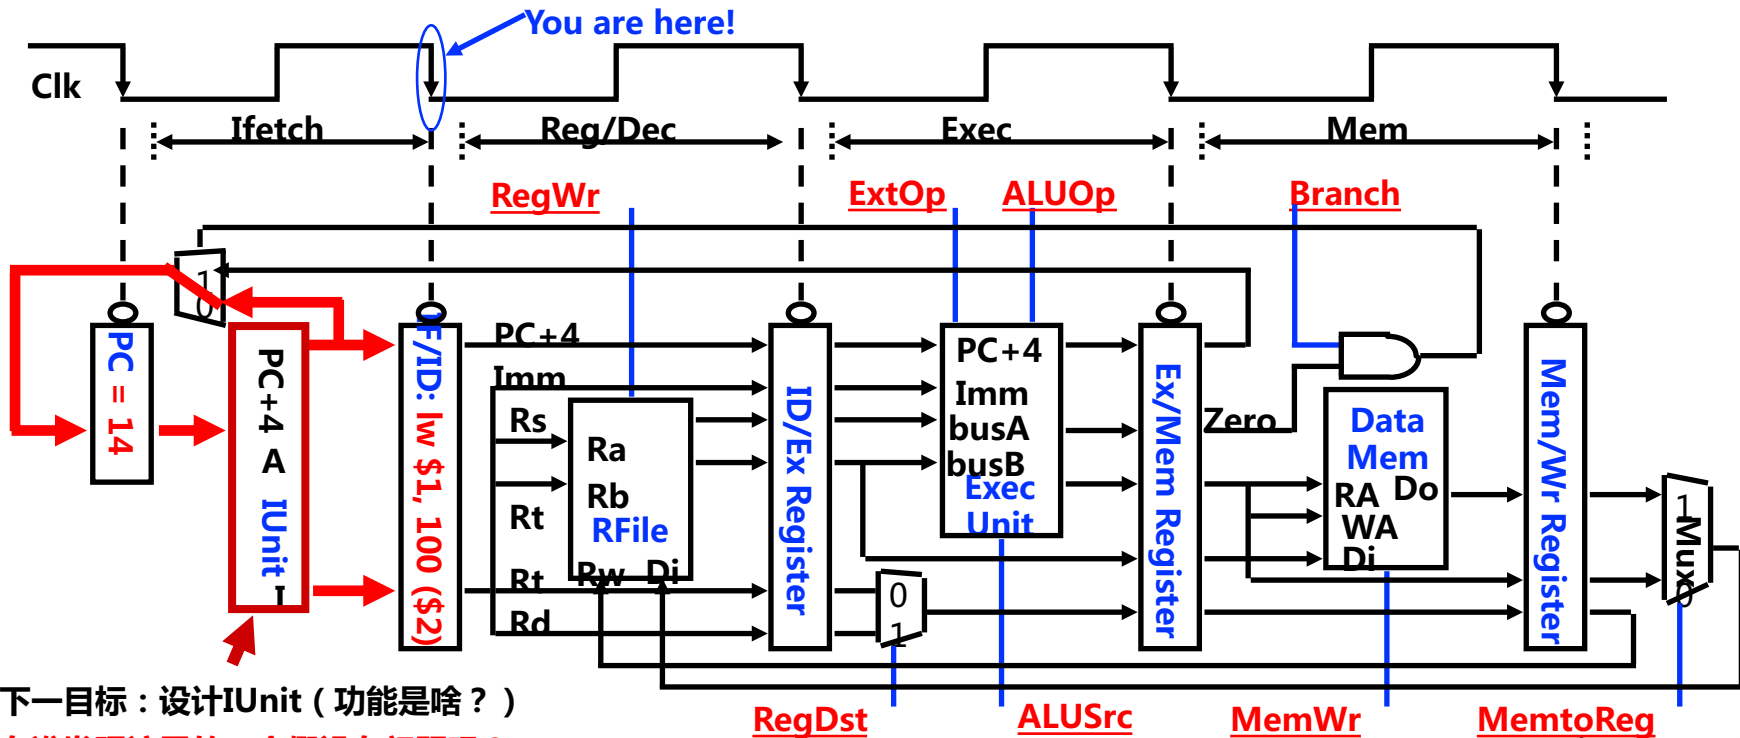 You are here!
Clk
Ifetch
Reg/Dec
Exec
Mem
RegWr
ExtOp
ALUOp
Branch
1
0
PC = 14
PC+4 A
IUnit
I
IF/ID: lw $1, 100 ($2)
PC+4
Imm
Rs
Rt
Rt
Rd
Ra
Rb
RFile
Rw
Di
ID/Ex Register
0
1
PC+4
Imm
busA
busB
Exec
Unit
Ex/Mem Register
Zero
Data
Mem
RA Do
WA
Di
Mem/Wr Register
1
Mux
0
RegDst
ALUSrc
MemWr
MemtoReg
下一目标：设计IUnit（功能是啥？）